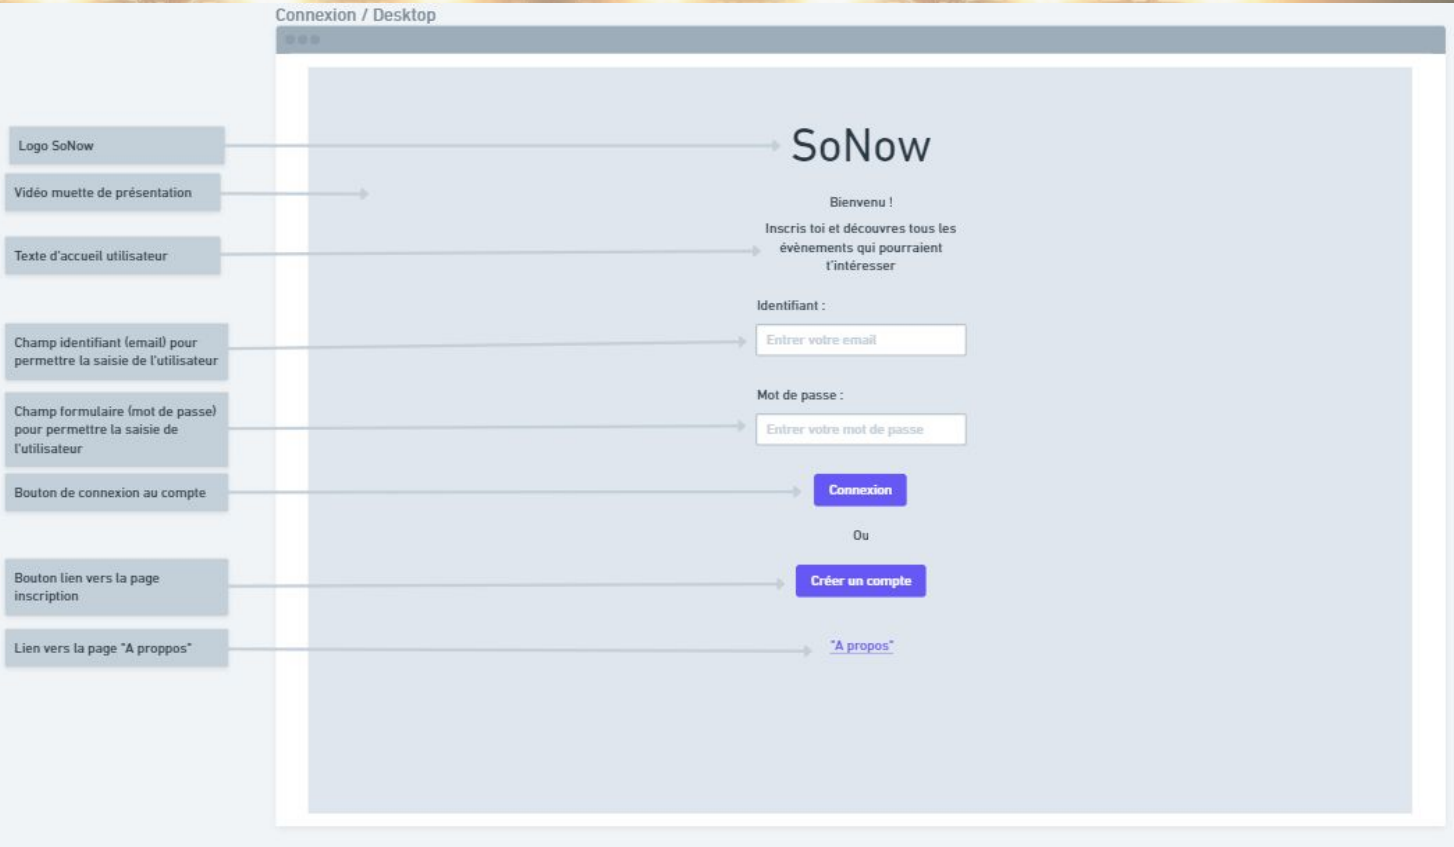 Connexion / Desktop
Logo SoNow
Vidéo muette de présentation
Texte d'accueil utilisateur
Champ identifiant (email) pour
permettre la saisie de l'utilisateur
Champ formulaire (mot de passe)
pour permettre la saisie de
l'utilisateur
Bouton de connexion au compte
Bouton lien vers la page
inscription
Lien vers la page "A proppos"
SoNow
Bienvenu !
Inscris toi et découvres tous les
évènements qui pourraient
t'intéresser
Identifiant :
Entrer votre email
Mot de passe :
Entrer votre mot de passe
Connexion
Ou
Créer un compte
"A propos"